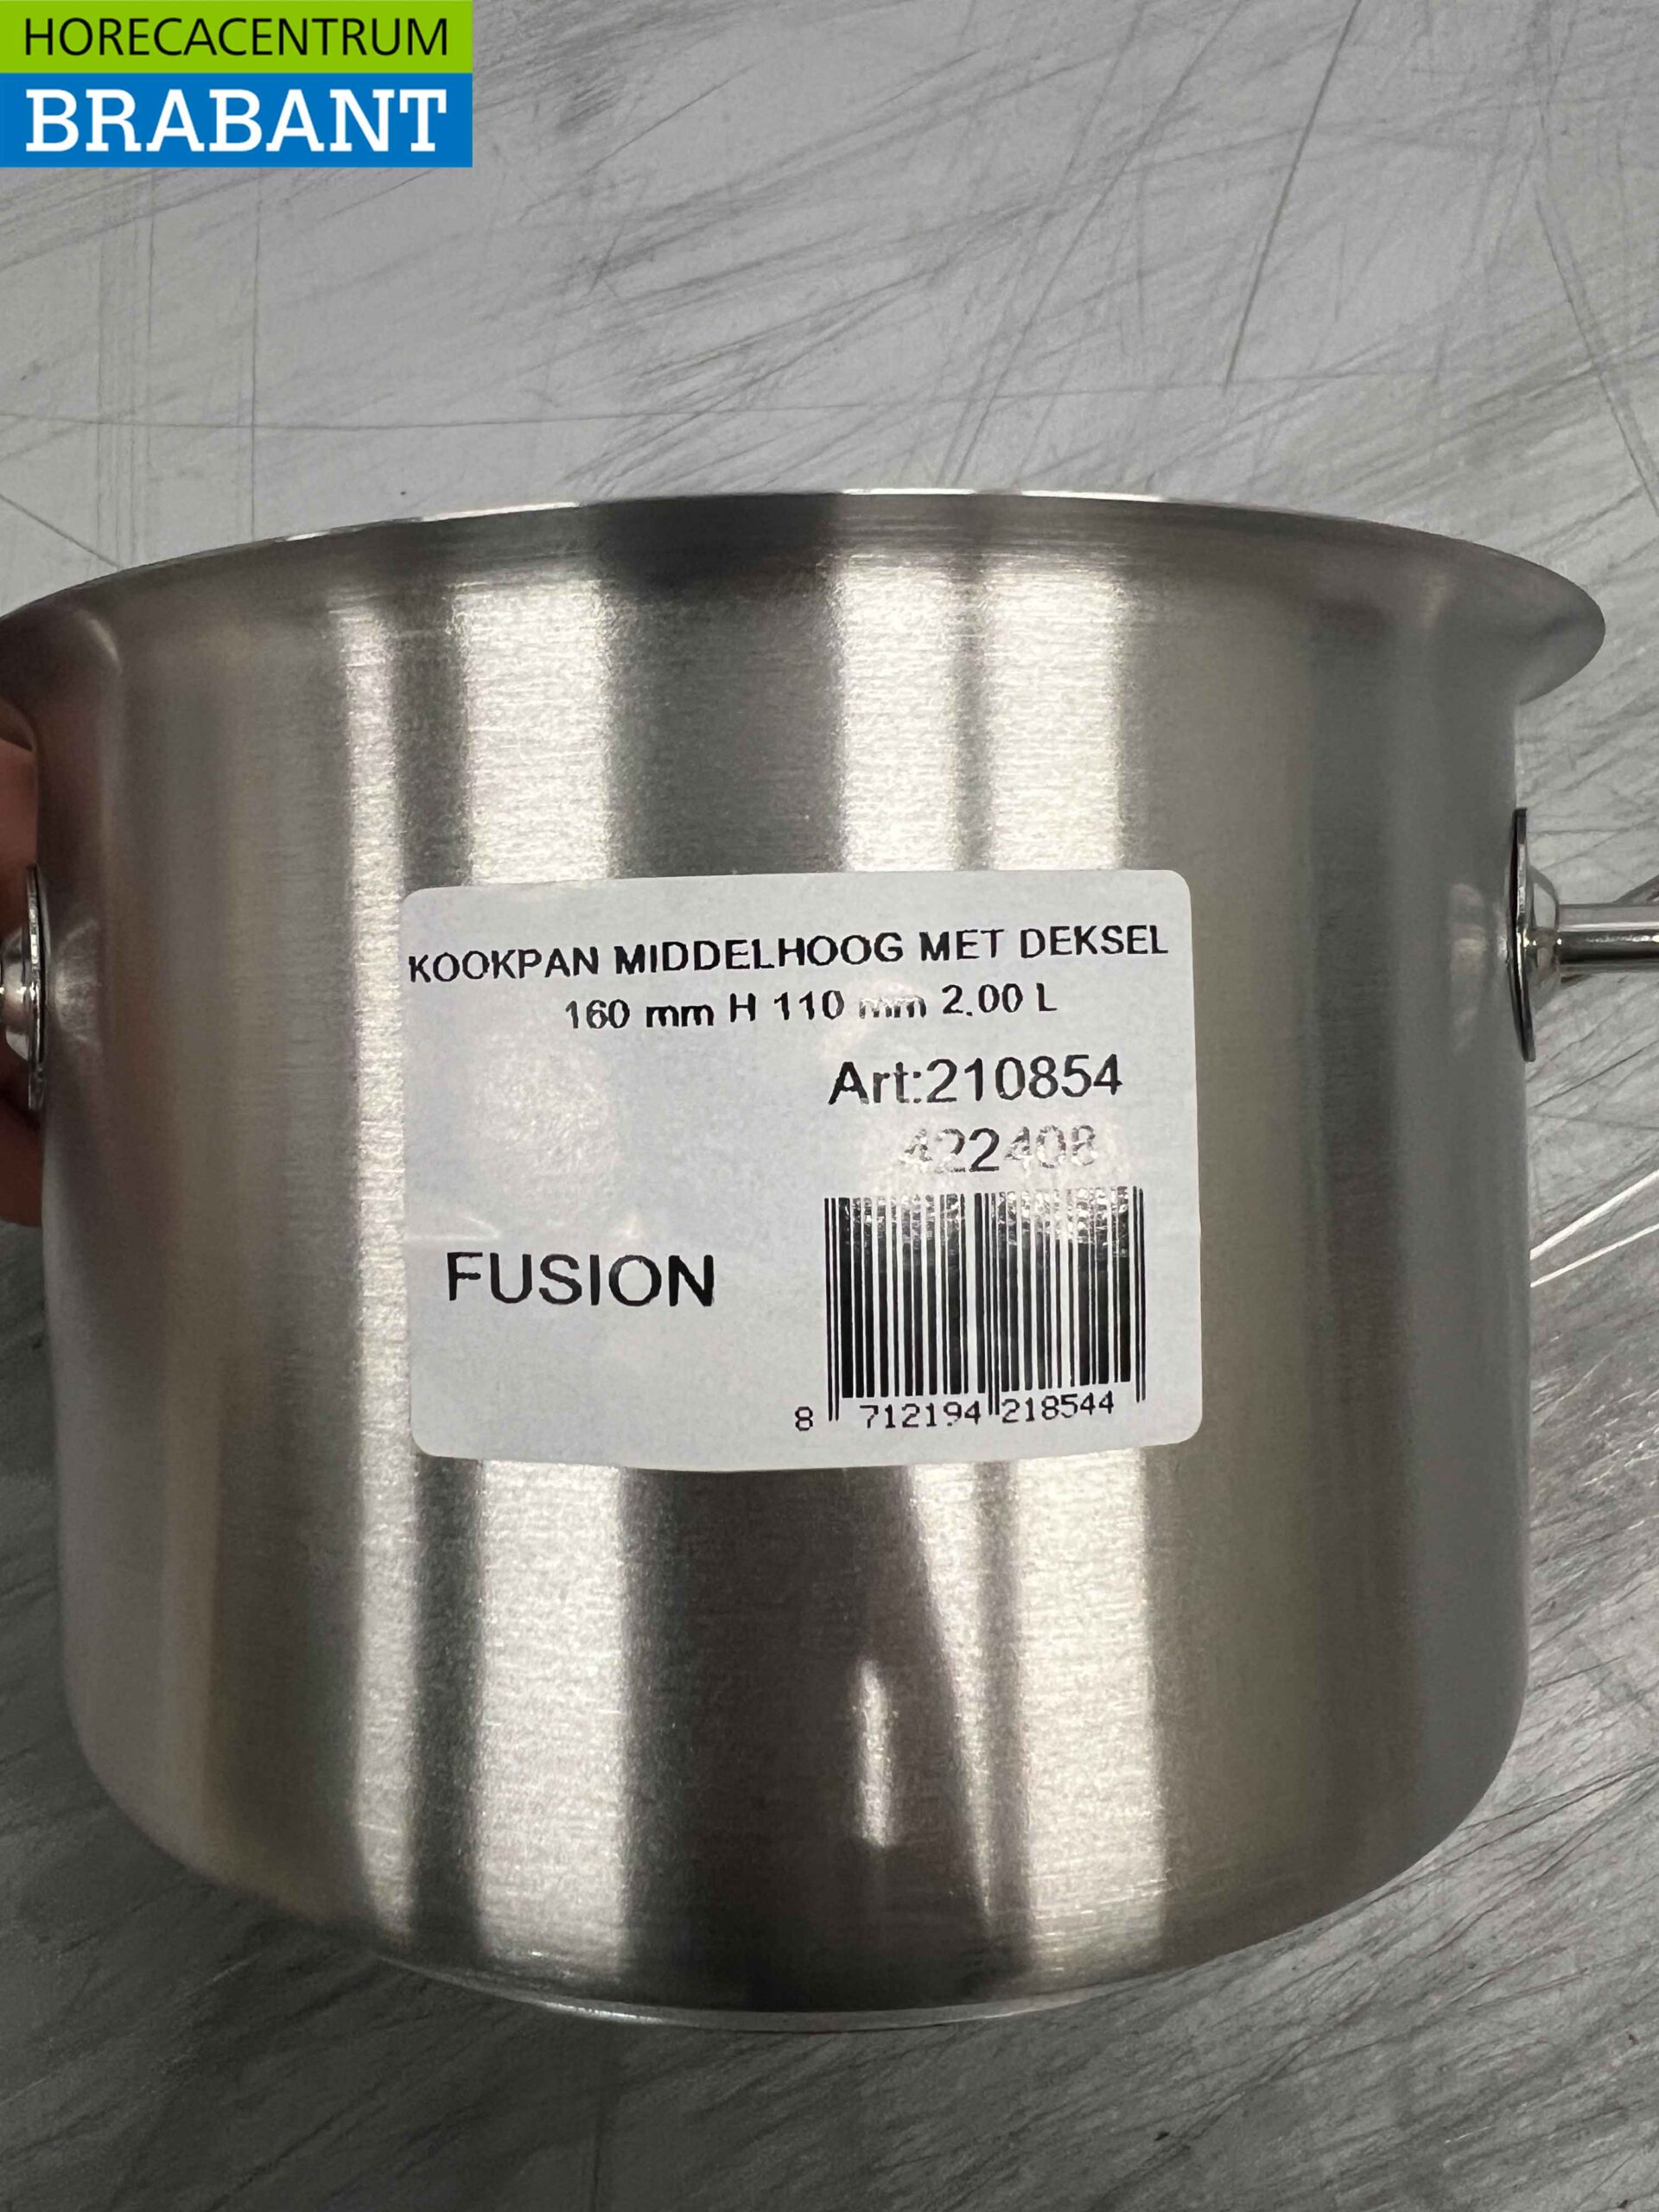 HORECACENTRUM
BRABANT
KOOKPAN MIDDELHOOG MET DEKSEL
160 mm H 110 mm 2.00 L
Art:210854
422408
FUSION
8 712194 218544